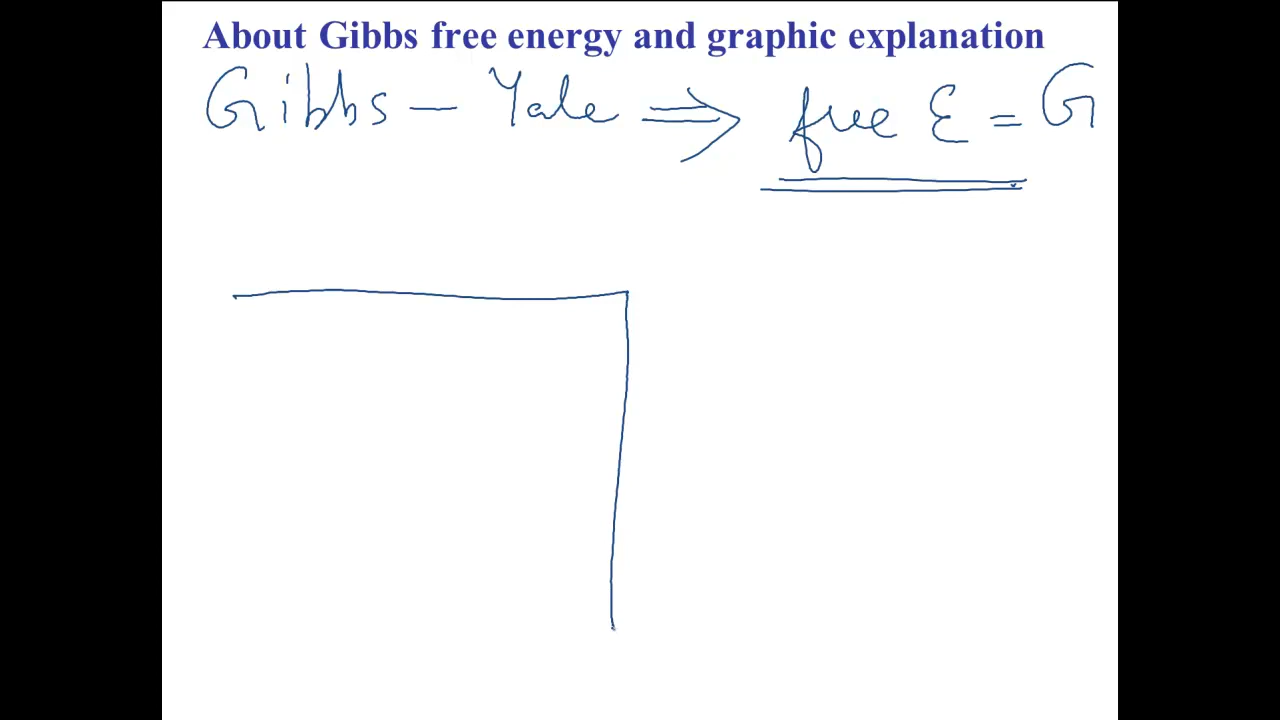 About Gibbs free energy and graphic explanation
Gibbs – Yale ⇒ free E = G